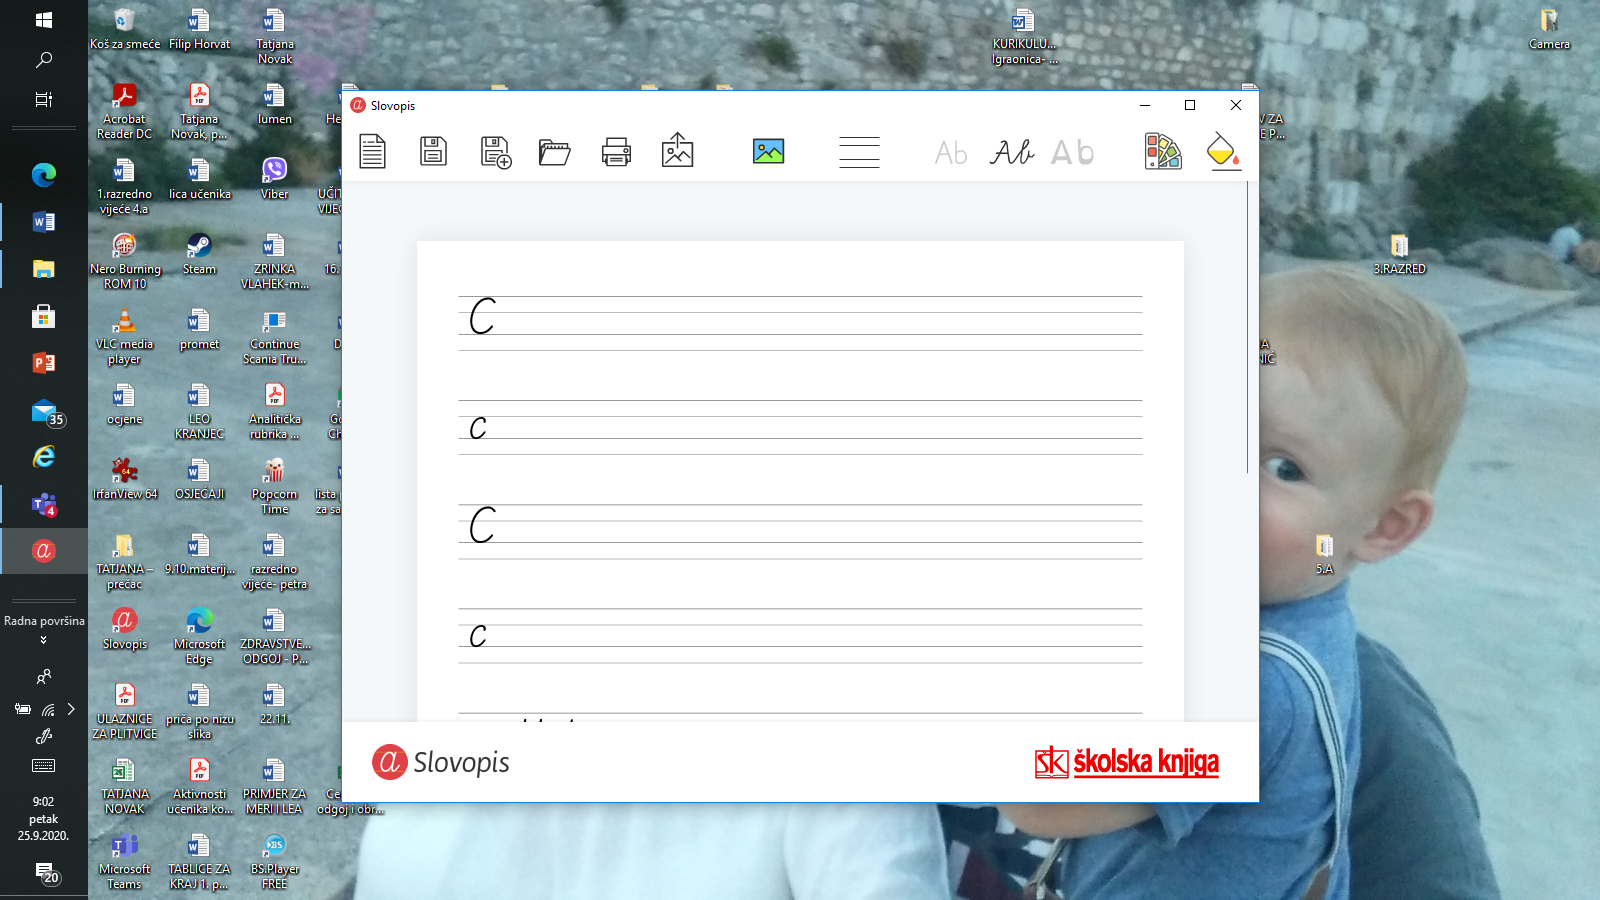 Koš za smeće
Filip Horvat
Tatjana
Novak
KURIKULU...
Igraonica- ...
Camera
Acrobat
Reader DC
Tatjana
Novak, p...
lumen
1.razredno
vijeće 4.a
lica učenika
Viber
Nero Burning
ROM 10
Steam
ZRINKA
VLAHEK-m...
VLC media
player
promet
Continue
Scania Tru...
ocjene
LEO
KRANJEC
Analitička
rubrika ...
IrfanView 64
OSJEĆAJI
Popcorn
Time
TATJANA –
prečac
9.10.materij...
razredno
vijeće- petra
Slovopis
Microsoft
Edge
ZDRAVSTVE...
ODGOJ - P...
ULAZNICE
ZA PLITVICE
priča po nizu
slika
22.11.
TATJANA
NOVAK
Aktivnosti
učenika ko...
PRIMJER ZA
MERI I LEA
odgoj i obr...
Microsoft
Teams
TABLICE ZA
KRAJ 1. p...
BS.Player
FREE
3.RAZRED
5.A
Slovopis
Ab Ab Ab
C
c
C
c
Slovopis
školska knjiga
35
4
Radna površina
9:02
petak
25.9.2020.
20